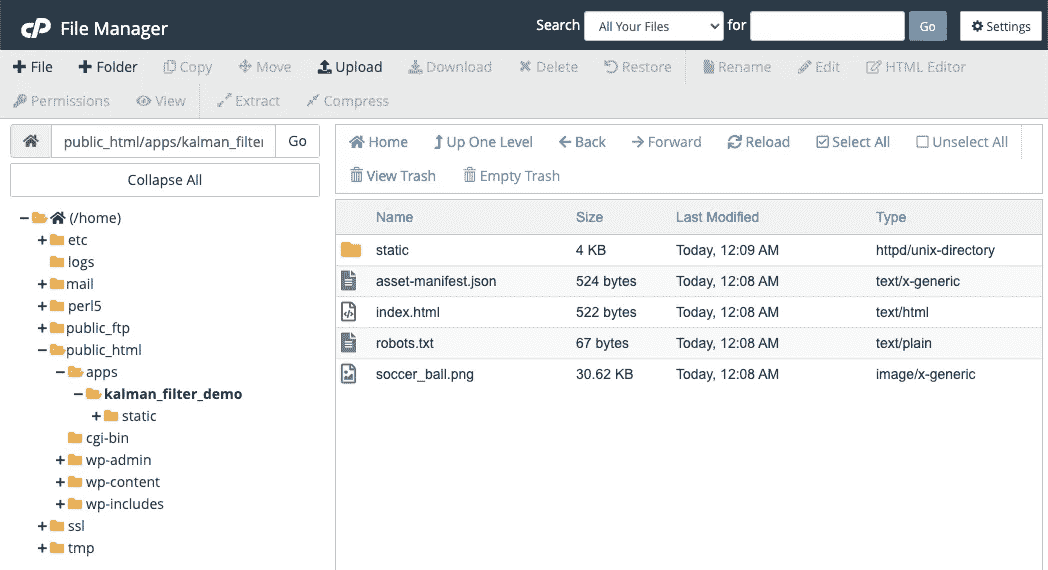 cP File Manager
Search All Your Files for Go Settings
File Folder Copy Move Upload Download Delete Restore Rename Edit HTML Editor
Permissions View Extract Compress
public_html/apps/kalman_filter Go
Collapse All
(/home)
etc
logs
mail
perl5
public_ftp
public_html
apps
kalman_filter_demo
static
cgi-bin
wp-admin
wp-content
wp-includes
ssl
tmp
Home Up One Level Back Forward Reload Select All Unselect All
View Trash Empty Trash
Name Size Last Modified Type
static 4 KB Today, 12:09 AM httpd/unix-directory
asset-manifest.json 524 bytes Today, 12:08 AM text/x-generic
index.html 522 bytes Today, 12:08 AM text/html
robots.txt 67 bytes Today, 12:08 AM text/plain
soccer_ball.png 30.62 KB Today, 12:08 AM image/x-generic